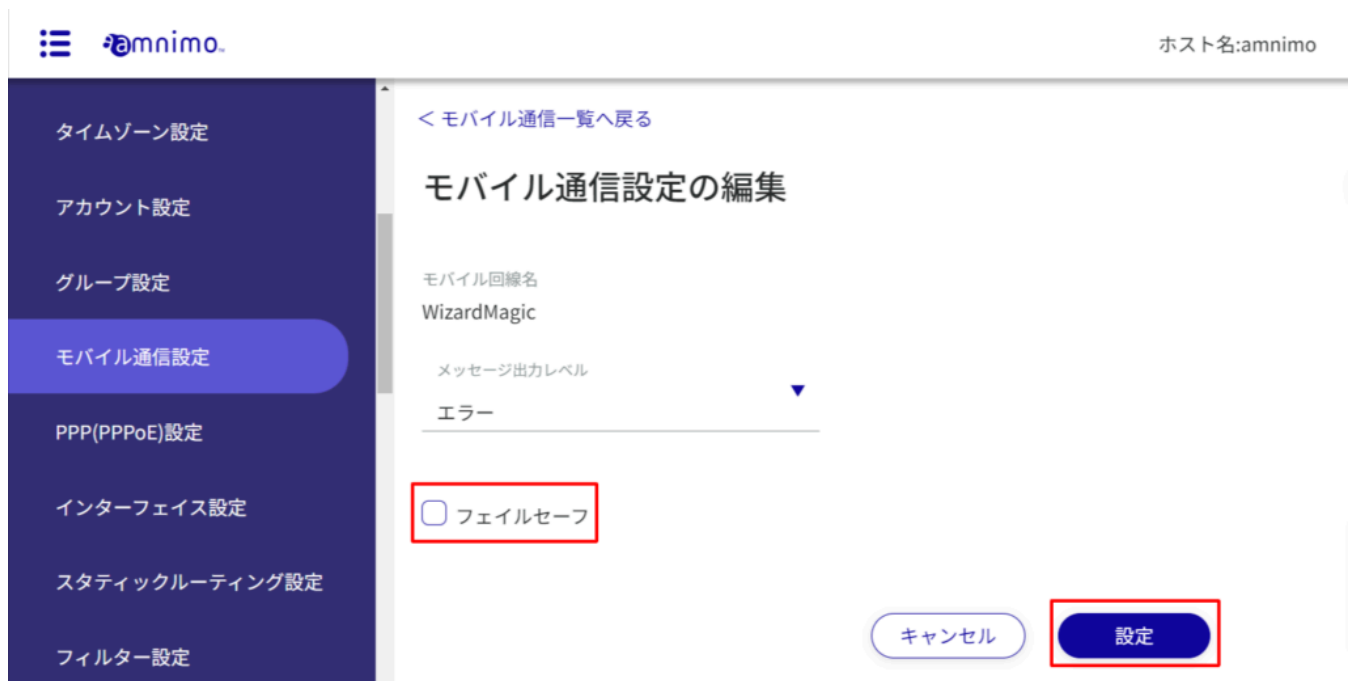 amnimo
ホスト名:amnimo
タイムゾーン設定
アカウント設定
グループ設定
モバイル通信設定
PPP(PPPoE)設定
インターフェイス設定
スタティックルーティング設定
フィルター設定
＜モバイル通信一覧へ戻る
モバイル通信設定の編集
モバイル回線名
WizardMagic
メッセージ出力レベル
エラー
フェイルセーフ
キャンセル
設定